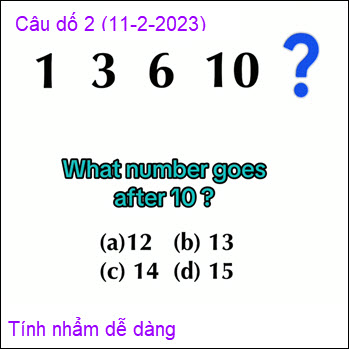 Câu dố 2 (11-2-2023)
1 3 6 10 ?
What number goes
after 10 ?
(a)12 (b) 13
(c) 14 (d) 15
Tính nhẩm dễ dàng